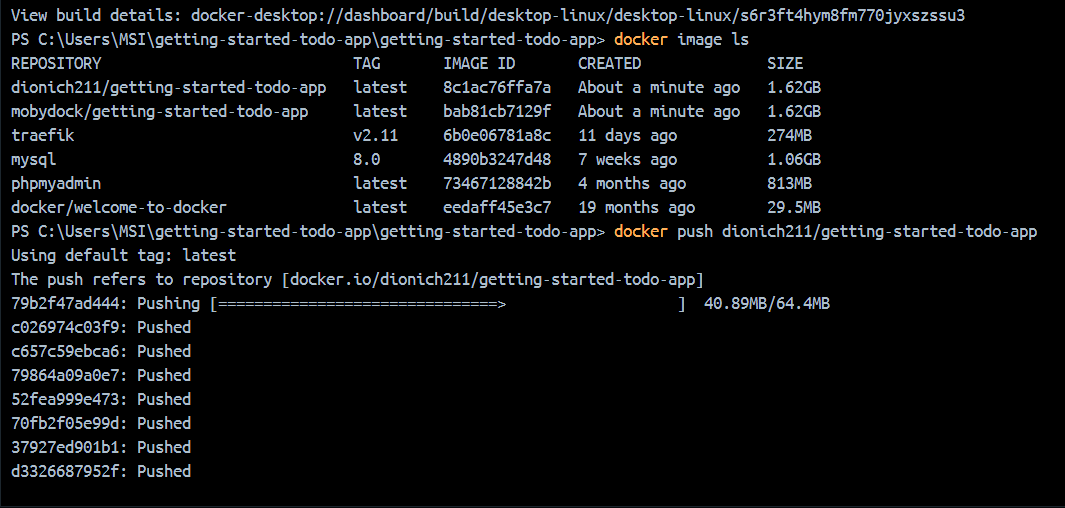 View build details: docker-desktop://dashboard/build/desktop-linux/desktop-linux/s6r3ft4hym8fm770jyxszssu3
PS C:\Users\MSI\getting-started-todo-app\getting-started-todo-app> docker image ls
REPOSITORY                            TAG       IMAGE ID       CREATED              SIZE
dionich211/getting-started-todo-app   latest    8c1ac76ffa7a   About a minute ago   1.62GB
mobydock/getting-started-todo-app     latest    bab81cb7129f   About a minute ago   1.62GB
traefik                               v2.11     6b0e06781a8c   11 days ago          274MB
mysql                                 8.0       4890b3247d48   7 weeks ago          1.06GB
phpmyadmin                            latest    73467128842b   4 months ago         813MB
docker/welcome-to-docker              latest    eedaff45e3c7   19 months ago        29.5MB
PS C:\Users\MSI\getting-started-todo-app\getting-started-todo-app> docker push dionich211/getting-started-todo-app
Using default tag: latest
The push refers to repository [docker.io/dionich211/getting-started-todo-app]
79b2f47ad444: Pushing [===============================>                   ]  40.89MB/64.4MB
c026974c03f9: Pushed
c657c59ebca6: Pushed
79864a09a0e7: Pushed
52fea999e473: Pushed
70fb2f05e99d: Pushed
37927ed901b1: Pushed
d3326687952f: Pushed